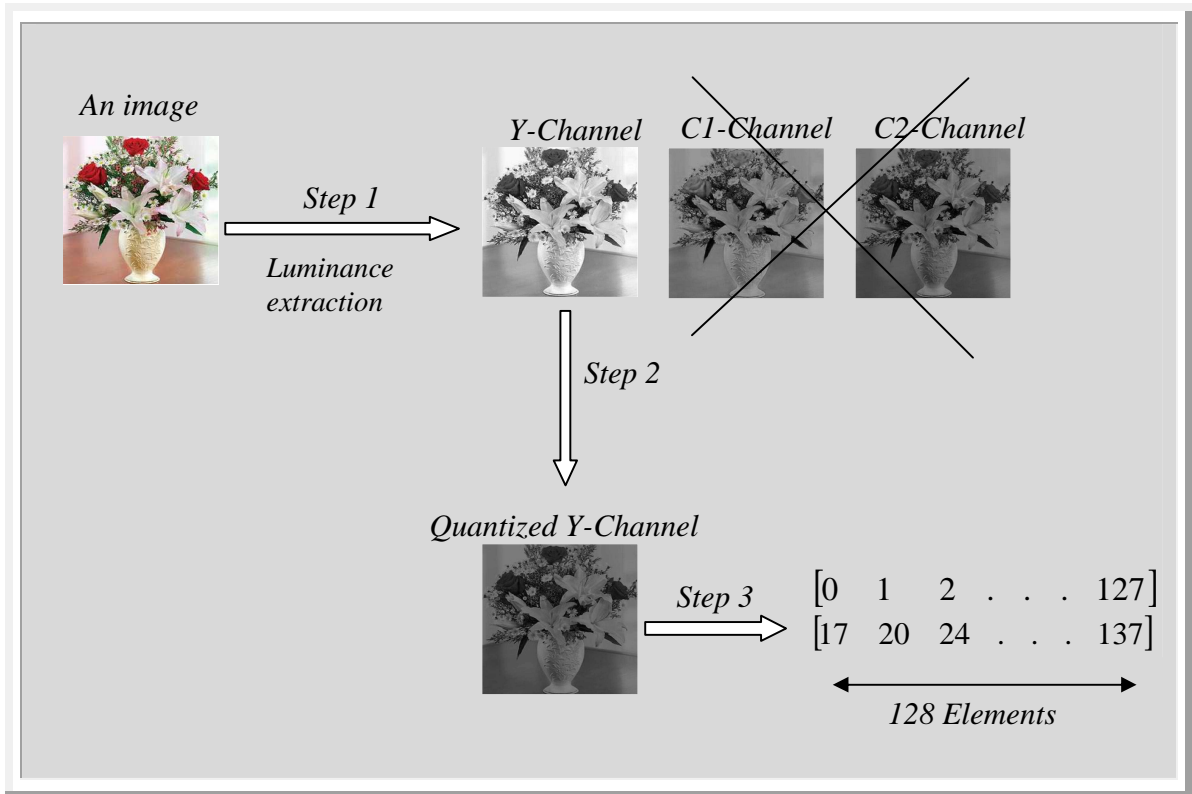 An image
Y-Channel
C1-Channel
C2-Channel
Step 1
Luminance
extraction
Step 2
Quantized Y-Channel
Step 3
[0 1 2 . . . 127]
[17 20 24 . . . 137]
128 Elements